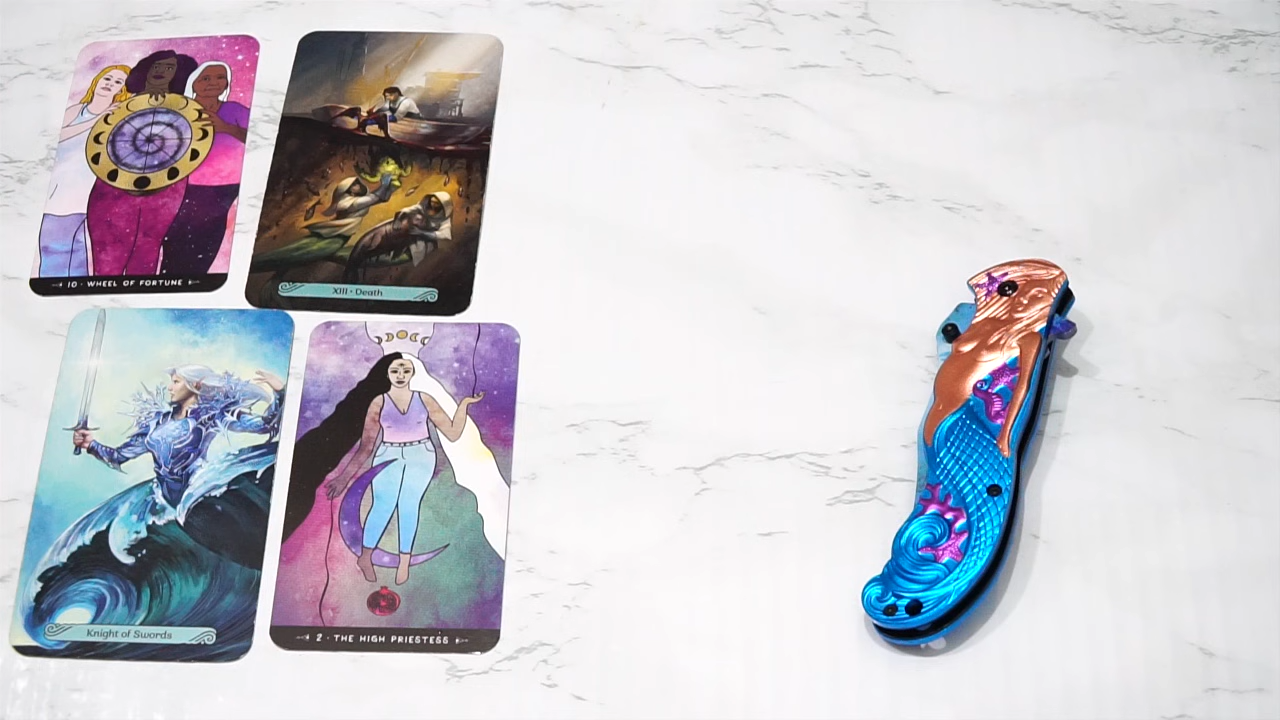 10 · WHEEL OF FORTUNE
XIII · Death
Knight of Swords
2 · THE HIGH PRIESTESS